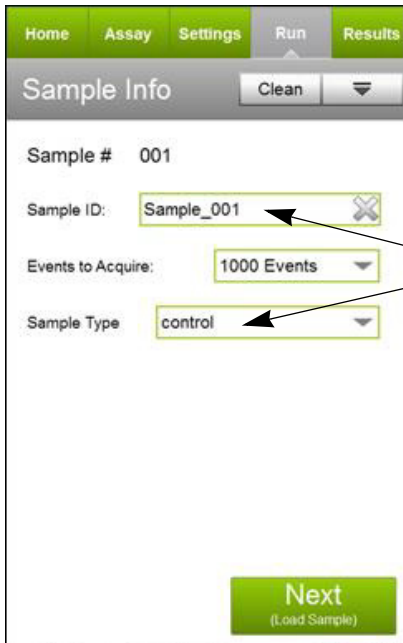 Home Assay Settings Run Results
Sample Info Clean
Sample # 001
Sample ID: Sample_001
Events to Acquire: 1000 Events
Sample Type control
Next
(Load Sample)